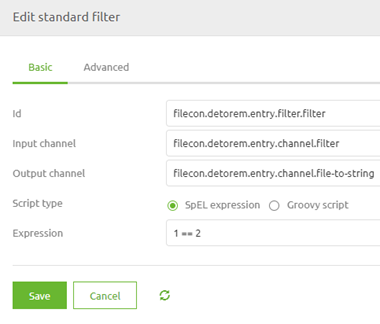 Edit standard filter
Basic Advanced
Id filecon.detorem.entry.filter.filter
Input channel filecon.detorem.entry.channel.filter
Output channel filecon.detorem.entry.channel.file-to-string
Script type SpEL expression Groovy script
Expression 1 == 2
Save Cancel